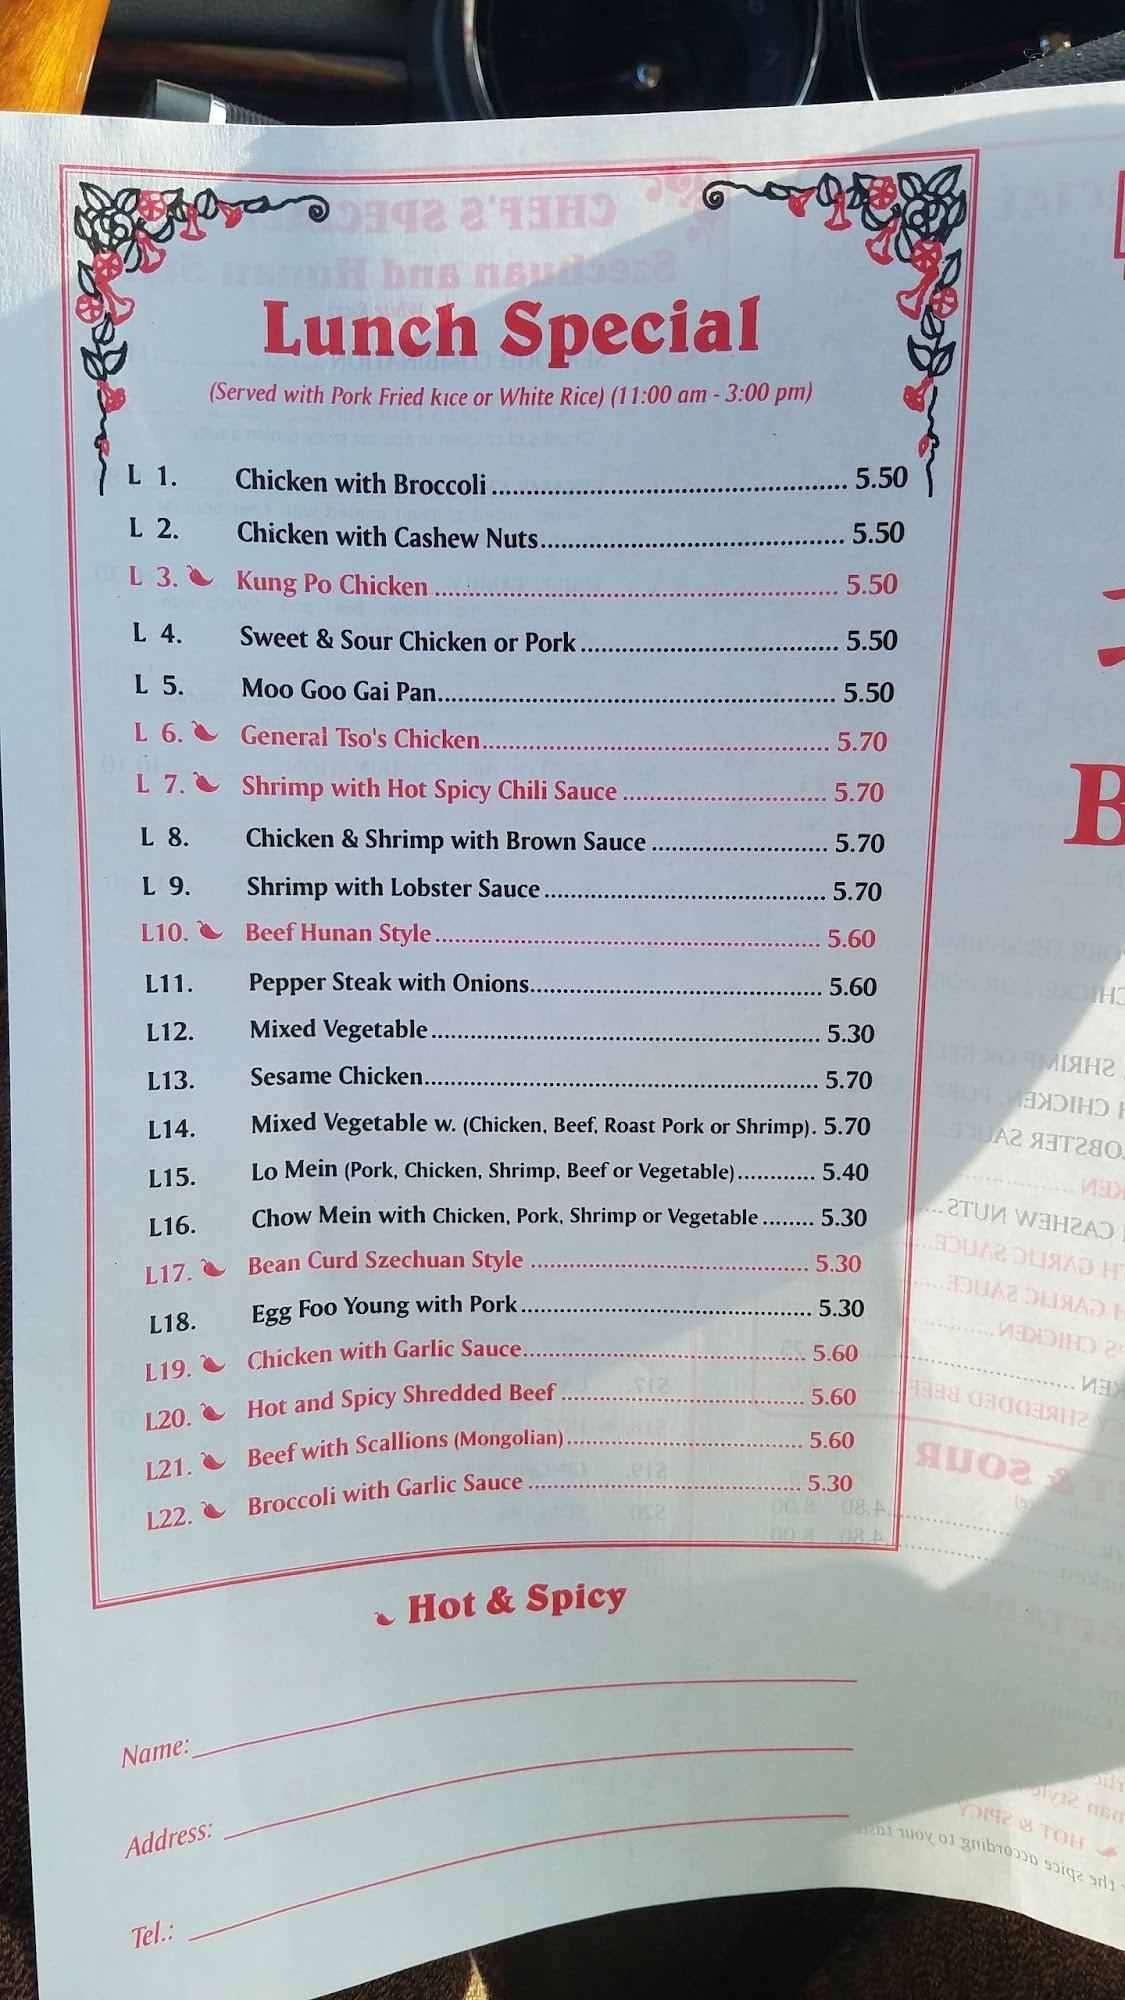 Lunch Special
(Served with Pork Fried Rice or White Rice) (11:00 am - 3:00 pm)
L 1. Chicken with Broccoli 5.50
L 2. Chicken with Cashew Nuts 5.50
L 3. Kung Po Chicken 5.50
L 4. Sweet & Sour Chicken or Pork 5.50
L 5. Moo Goo Gai Pan 5.50
L 6. General Tso's Chicken 5.70
L 7. Shrimp with Hot Spicy Chili Sauce 5.70
L 8. Chicken & Shrimp with Brown Sauce 5.70
L 9. Shrimp with Lobster Sauce 5.70
L10. Beef Hunan Style 5.60
L11. Pepper Steak with Onions 5.60
L12. Mixed Vegetable 5.30
L13. Sesame Chicken 5.70
L14. Mixed Vegetable w. (Chicken, Beef, Roast Pork or Shrimp). 5.70
L15. Lo Mein (Pork, Chicken, Shrimp, Beef or Vegetable) 5.40
L16. Chow Mein with Chicken, Pork, Shrimp or Vegetable 5.30
L17. Bean Curd Szechuan Style 5.30
L18. Egg Foo Young with Pork 5.30
L19. Chicken with Garlic Sauce 5.60
L20. Hot and Spicy Shredded Beef 5.60
L21. Beef with Scallions (Mongolian) 5.60
L22. Broccoli with Garlic Sauce 5.30
Hot & Spicy
Name:
Address:
Tel.:
B